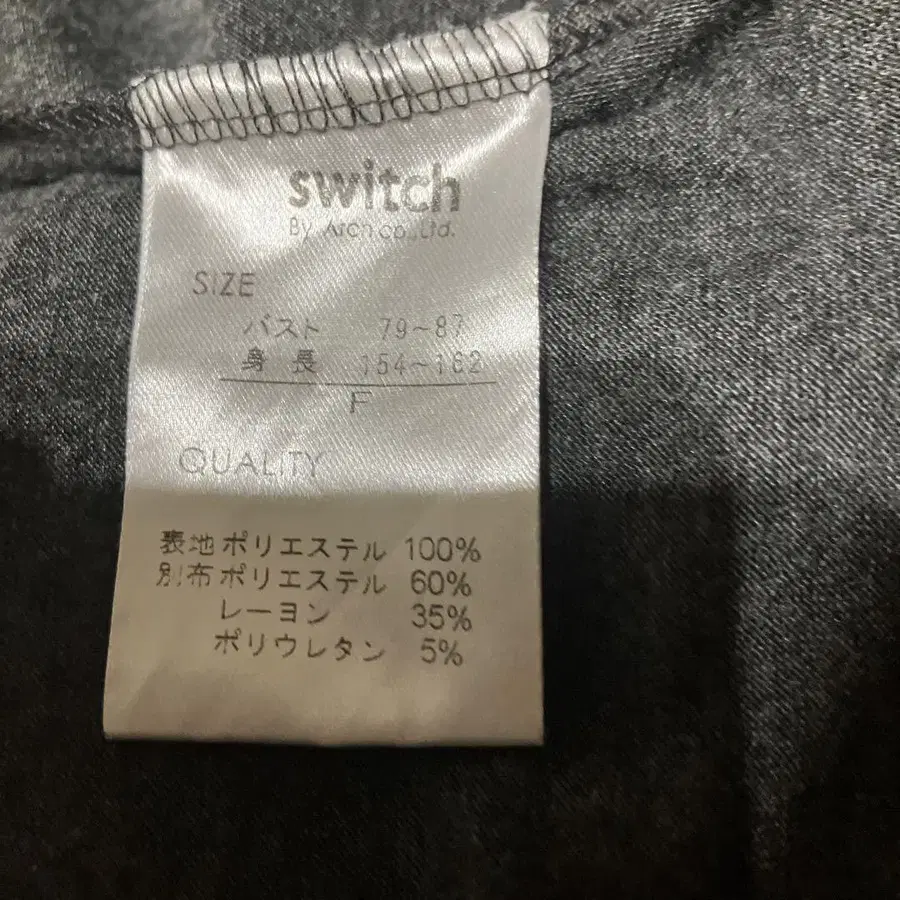 switch
By Arch co.,Ltd.
SIZE
バスト 79~87
身長 154~162
F
QUALITY
表地 ポリエステル 100%
別布 ポリエステル 60%
レーヨン 35%
ポリウレタン 5%